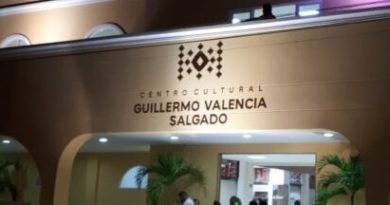 CENTRO CULTURAL
GUILLERMO VALENCIA
SALGADO